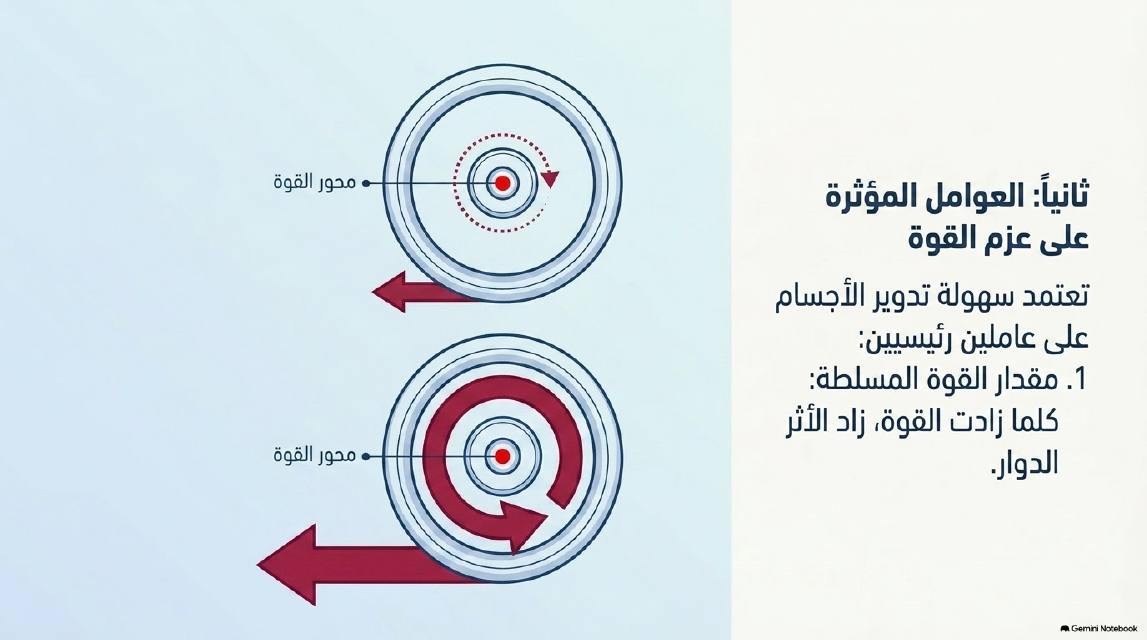 ثانياً: العوامل المؤثرة
على عزم القوة
تعتمد سهولة تدوير الأجسام
على عاملين رئيسيين:
1. مقدار القوة المسلطة:
كلما زادت القوة، زاد الأثر
الدوار.
محور القوة
محور القوة
Gemini Notebook